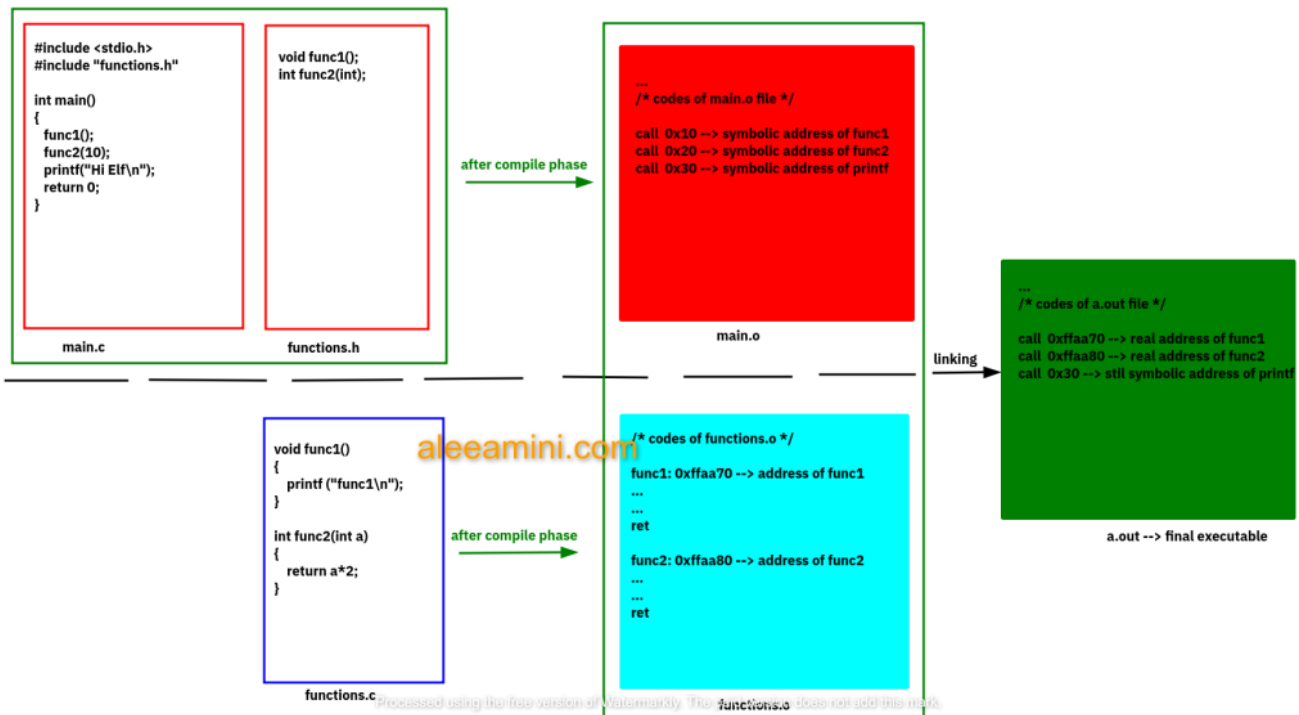 #include <stdio.h>
#include "functions.h"
int main()
{
func1();
func2(10);
printf("Hi Elf\n");
return 0;
}
main.c
void func1();
int func2(int);
functions.h
after compile phase
...
/* codes of main.o file */
call 0x10 --> symbolic address of func1
call 0x20 --> symbolic address of func2
call 0x30 --> symbolic address of printf
main.o
linking
...
/* codes of a.out file */
call 0xffaa70 --> real address of func1
call 0xffaa80 --> real address of func2
call 0x30 --> stil symbolic address of printf
a.out --> final executable
void func1()
{
printf ("func1\n");
}
int func2(int a)
{
return a*2;
}
functions.c
after compile phase
aleeamini.com
/* codes of functions.o */
func1: 0xffaa70 --> address of func1
...
...
ret
func2: 0xffaa80 --> address of func2
...
...
ret
functions.o
Processed using the free version of Watermarkly. The paid version does not add this mark.